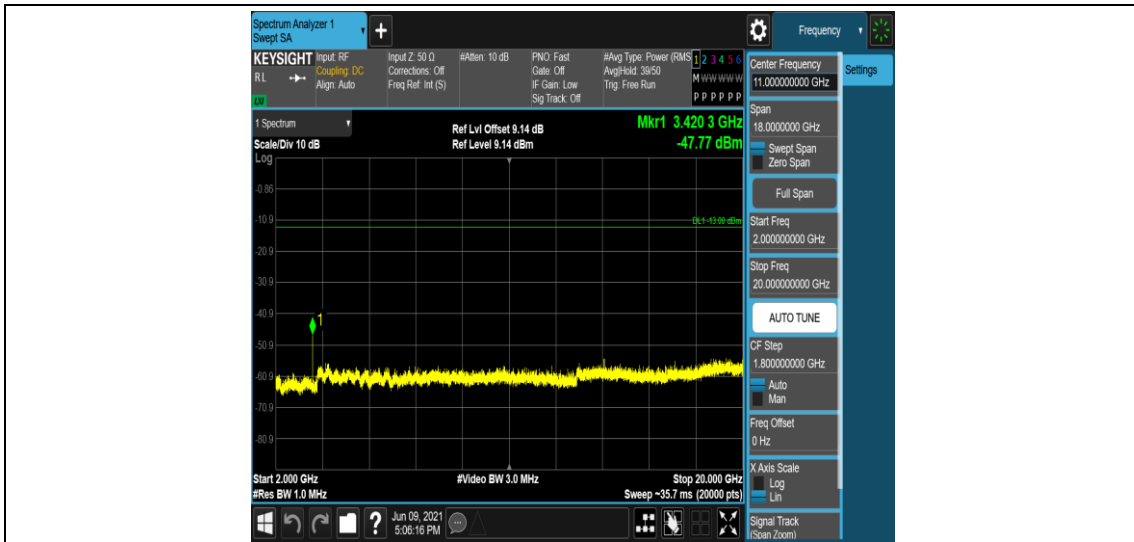 Spectrum Analyzer 1
Swept SA
+
Frequency
KEYSIGHT
RL
LXI
Input: RF
Coupling: DC
Align: Auto
Input Z: 50 Ω
Corrections: Off
Freq Ref: Int (S)
#Atten: 10 dB
PNO: Fast
Gate: Off
IF Gain: Low
Sig Track: Off
#Avg Type: Power (RMS
Avg|Hold: 39/50
Trig: Free Run
1 2 3 4 5 6
M W W W W W
P P P P P P
1 Spectrum
Scale/Div 10 dB
Log
Ref Lvl Offset 9.14 dB
Ref Level 9.14 dBm
Mkr1 3.420 3 GHz
-47.77 dBm
-0.86
-10.9
DL1 -13.00 dBm
-20.9
-30.9
-40.9
1
-50.9
-60.9
-70.9
-80.9
Start 2.000 GHz
#Res BW 1.0 MHz
#Video BW 3.0 MHz
Stop 20.000 GHz
Sweep ~35.7 ms (20000 pts)
?
Jun 09, 2021
5:06:16 PM
Center Frequency
11.000000000 GHz
Settings
Span
18.0000000 GHz
Swept Span
Zero Span
Full Span
Start Freq
2.000000000 GHz
Stop Freq
20.000000000 GHz
AUTO TUNE
CF Step
1.800000000 GHz
Auto
Man
Freq Offset
0 Hz
X Axis Scale
Log
Lin
Signal Track
(Span Zoom)